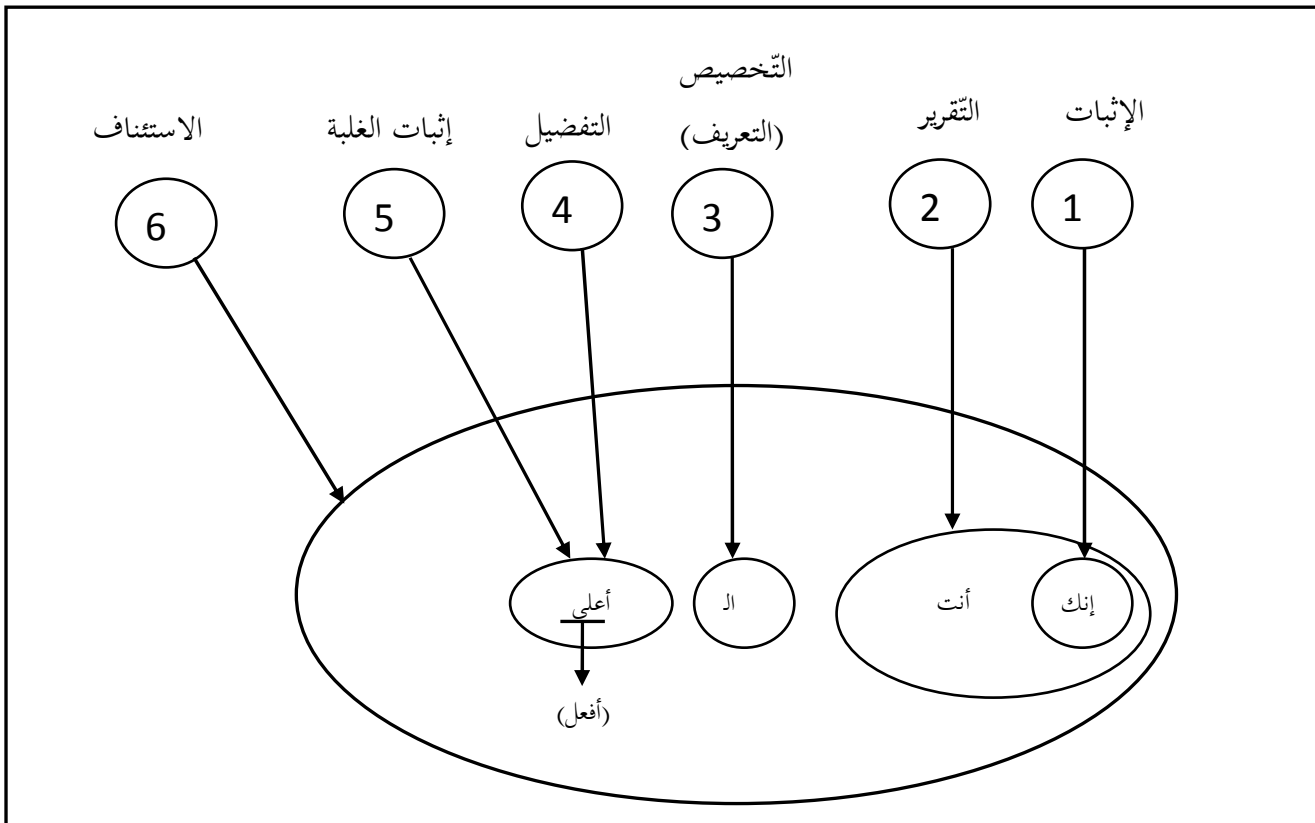 الإثبات
التّقرير
التّخصيص
(التعريف)
التفضيل
إثبات الغلبة
الاستئناف
1
2
3
4
5
6
إنك
أنت
الـ
أعلى
(أفعل)